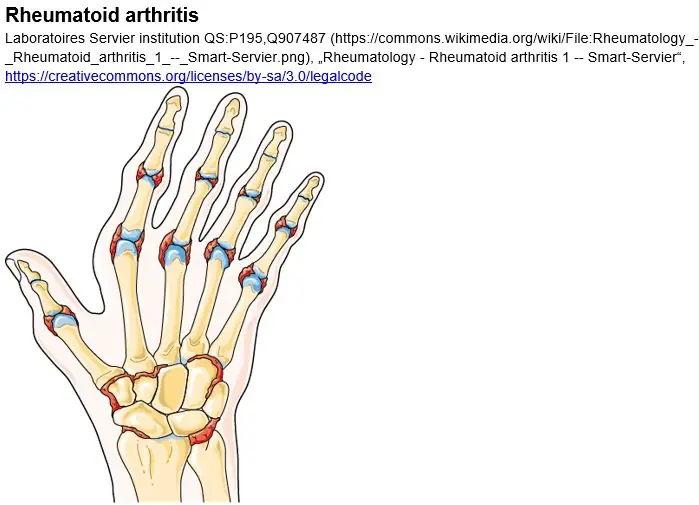 Rheumatoid arthritis
Laboratoires Servier institution QS:P195,Q907487 (https://commons.wikimedia.org/wiki/File:Rheumatology_-
_Rheumatoid_arthritis_1_--_Smart-Servier.png), „Rheumatology - Rheumatoid arthritis 1 -- Smart-Servier“,
https://creativecommons.org/licenses/by-sa/3.0/legalcode